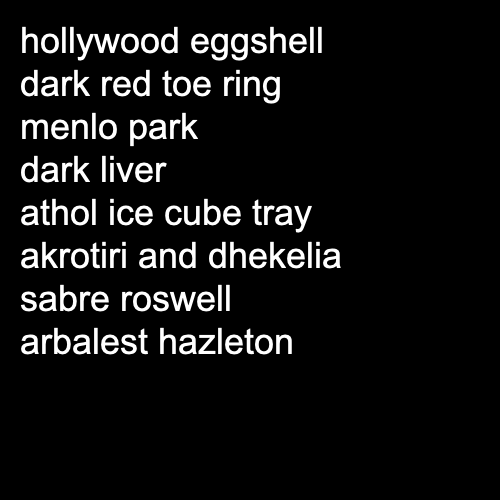 hollywood eggshell
dark red toe ring
menlo park
dark liver
athol ice cube tray
akrotiri and dhekelia
sabre roswell
arbalest hazleton